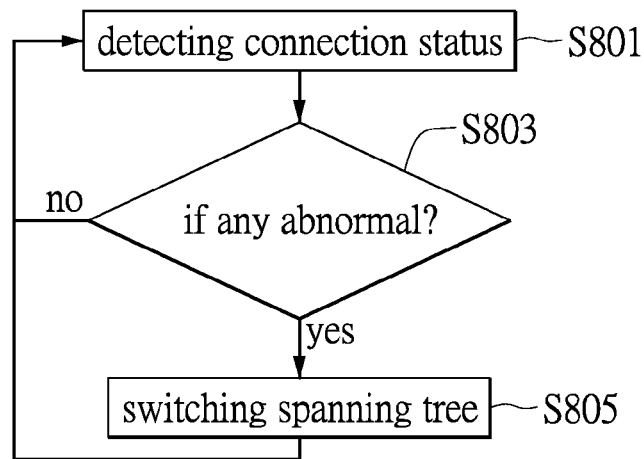 detecting connection status
S801
S803
no
if any abnormal?
yes
switching spanning tree
S805